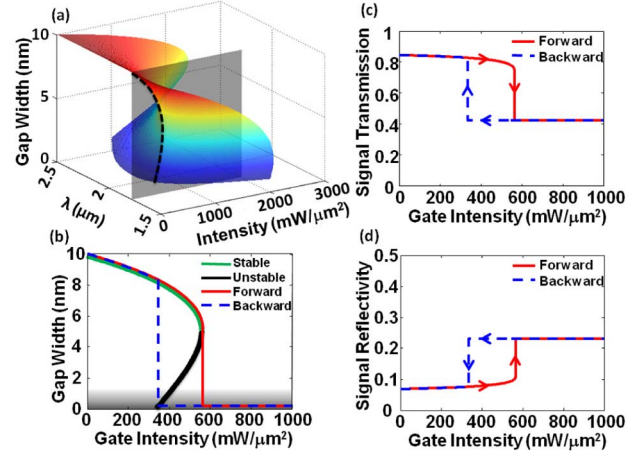 (a)
Gap Width (nm)
10
5
0
2.5
2
1.5
λ (μm)
0
1000
2000
3000
Intensity (mW/μm²)
(b)
Gap Width (nm)
10
8
6
4
2
0
Stable
Unstable
Forward
Backward
0 200 400 600 800 1000
Gate Intensity (mW/μm²)
(c)
Signal Transmission
1
0.8
0.6
0.4
0.2
0
Forward
Backward
0 200 400 600 800 1000
Gate Intensity (mW/μm²)
(d)
Signal Reflectivity
0.5
0.4
0.3
0.2
0.1
0
Forward
Backward
0 200 400 600 800 1000
Gate Intensity (mW/μm²)